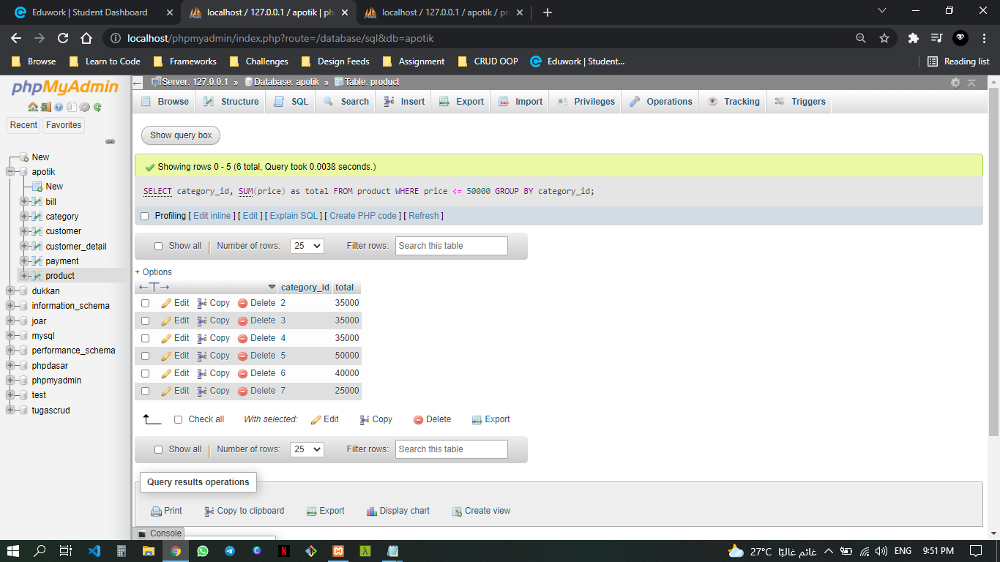 Eduwork | Student Dashboard
localhost / 127.0.0.1 / apotik | ph
localhost / 127.0.0.1 / apotik / pr
localhost/phpmyadmin/index.php?route=/database/sql&db=apotik
Browse Learn to Code Frameworks Challenges Design Feeds Assignment CRUD OOP Eduwork | Student... Reading list
phpMyAdmin
Recent Favorites
New
apotik
New
bill
category
customer
customer_detail
payment
product
dukkan
information_schema
joar
mysql
performance_schema
phpdasar
phpmyadmin
test
tugascrud
Server: 127.0.0.1 » Database: apotik » Table: product
Browse Structure SQL Search Insert Export Import Privileges Operations Tracking Triggers
Show query box
Showing rows 0 - 5 (6 total, Query took 0.0038 seconds.)
SELECT category_id, SUM(price) as total FROM product WHERE price <= 50000 GROUP BY category_id;
Profiling [ Edit inline ] [ Edit ] [ Explain SQL ] [ Create PHP code ] [ Refresh ]
Show all | Number of rows: 25 Filter rows: Search this table
+ Options
←T→ category_id total
Edit Copy Delete 2 35000
Edit Copy Delete 3 35000
Edit Copy Delete 4 35000
Edit Copy Delete 5 50000
Edit Copy Delete 6 40000
Edit Copy Delete 7 25000
Check all With selected: Edit Copy Delete Export
Show all | Number of rows: 25 Filter rows: Search this table
Query results operations
Print Copy to clipboard Export Display chart Create view
Console
27°C غائم غالبًا ENG 9:51 PM